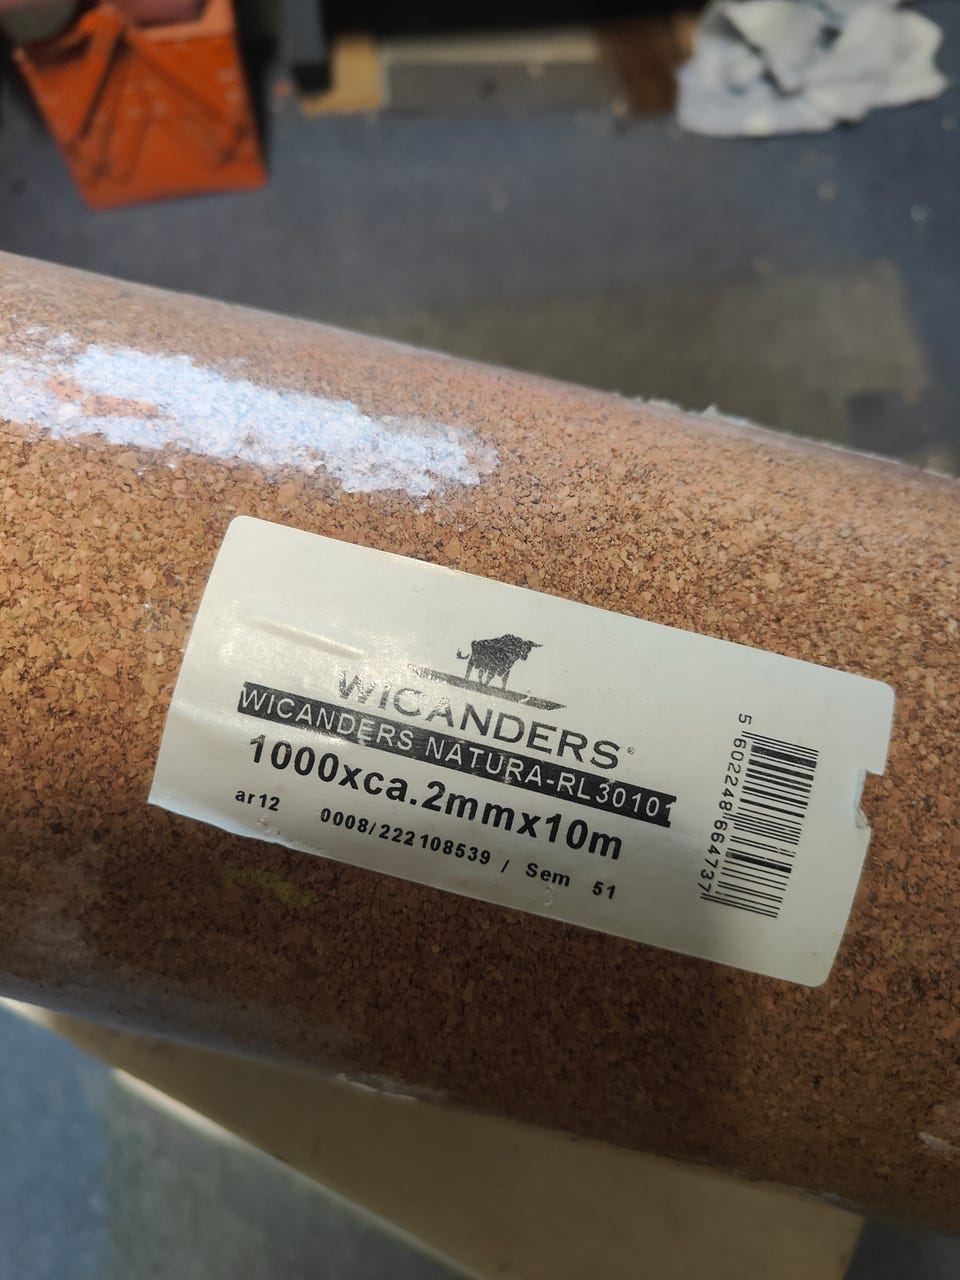 WICANDERS®
WICANDERS NATURA-RL30101
1000xca.2mmx10m
ar12 0008/222108539 / Sem 51
5 602248 664737